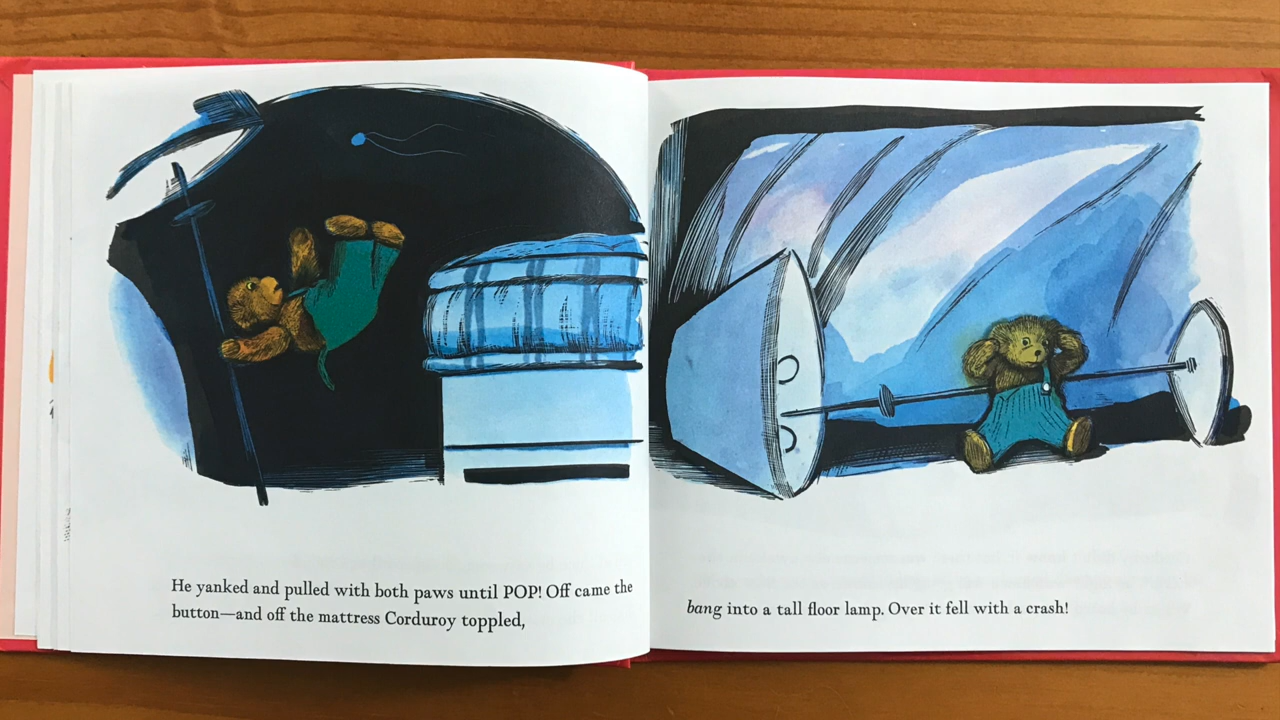 He yanked and pulled with both paws until POP! Off came the
button—and off the mattress Corduroy toppled,
bang into a tall floor lamp. Over it fell with a crash!